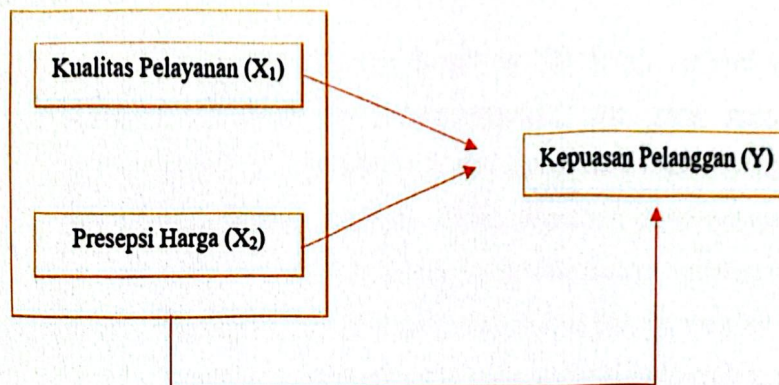 Kualitas Pelayanan (X₁)
Kepuasan Pelanggan (Y)
Presepsi Harga (X₂)